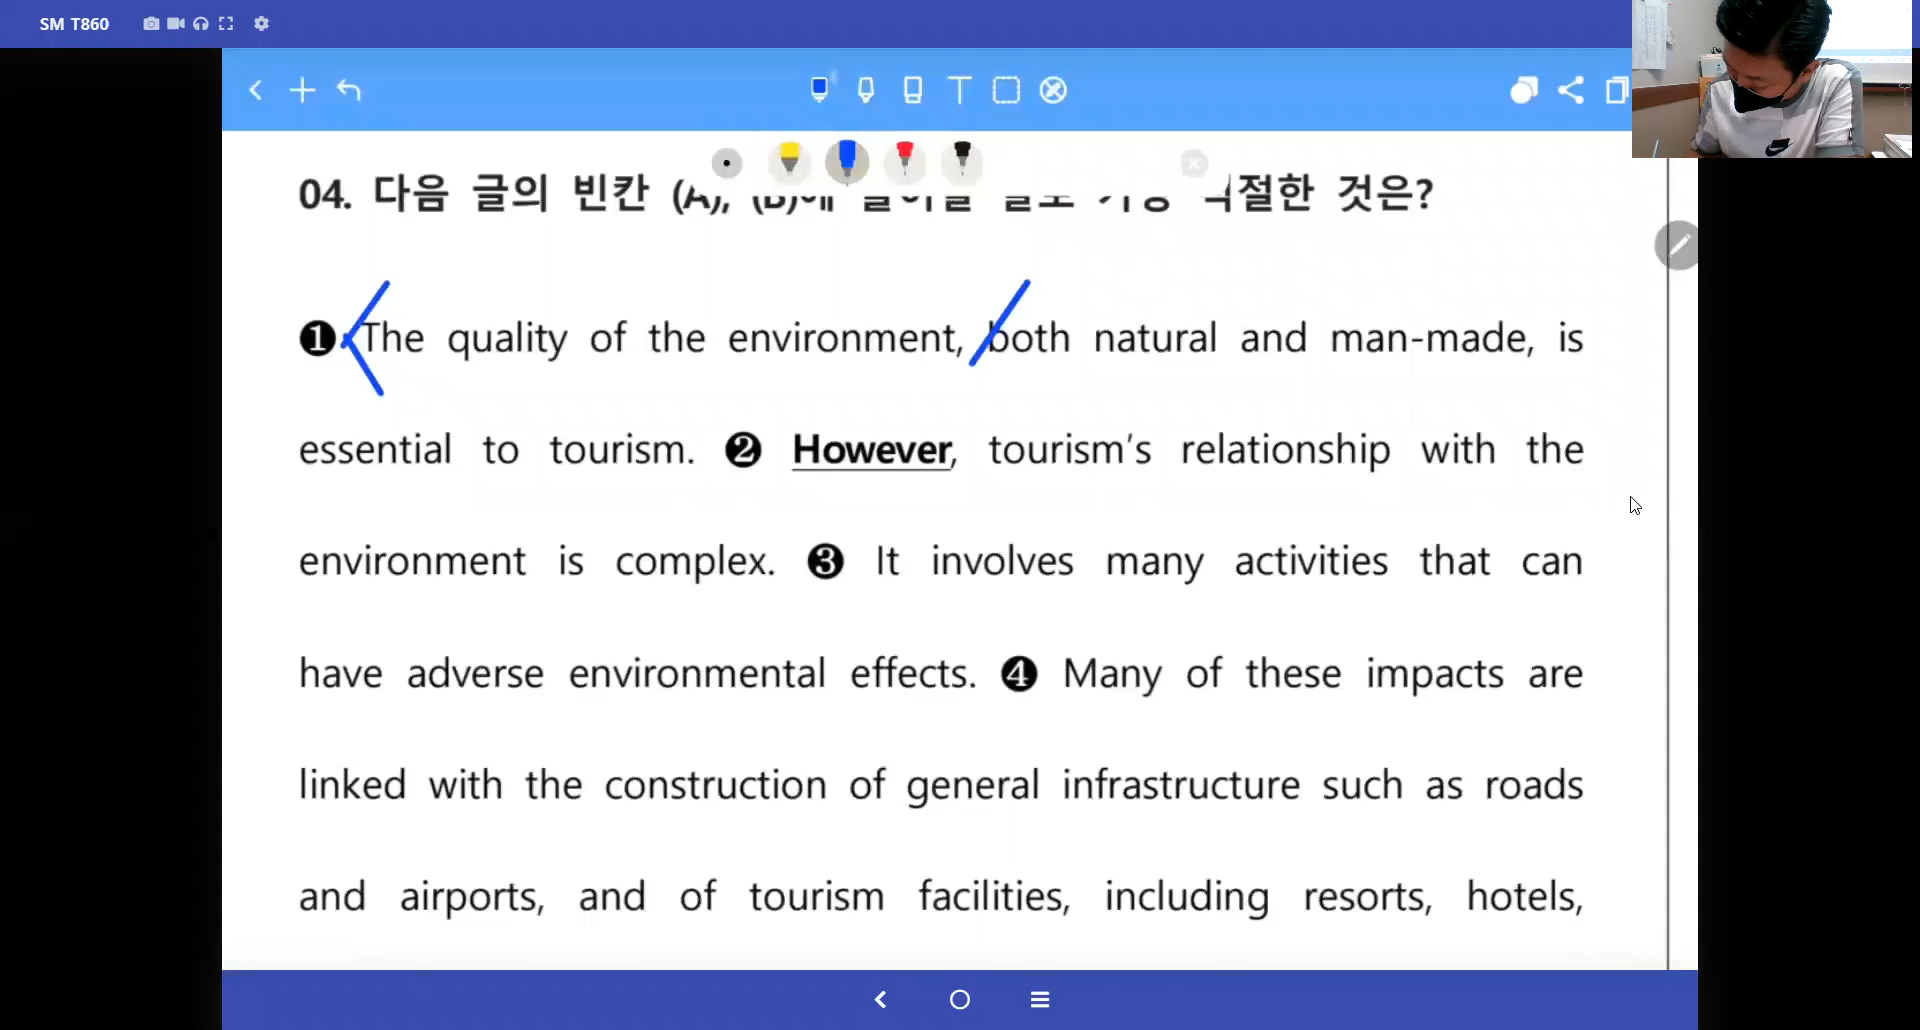 SM T860
04. 다음 글의 빈칸 (A), (B)에 절한 것은?
❶ The quality of the environment, both natural and man-made, is
essential to tourism. ❷ However, tourism's relationship with the
environment is complex. ❸ It involves many activities that can
have adverse environmental effects. ❹ Many of these impacts are
linked with the construction of general infrastructure such as roads
and airports, and of tourism facilities, including resorts, hotels,